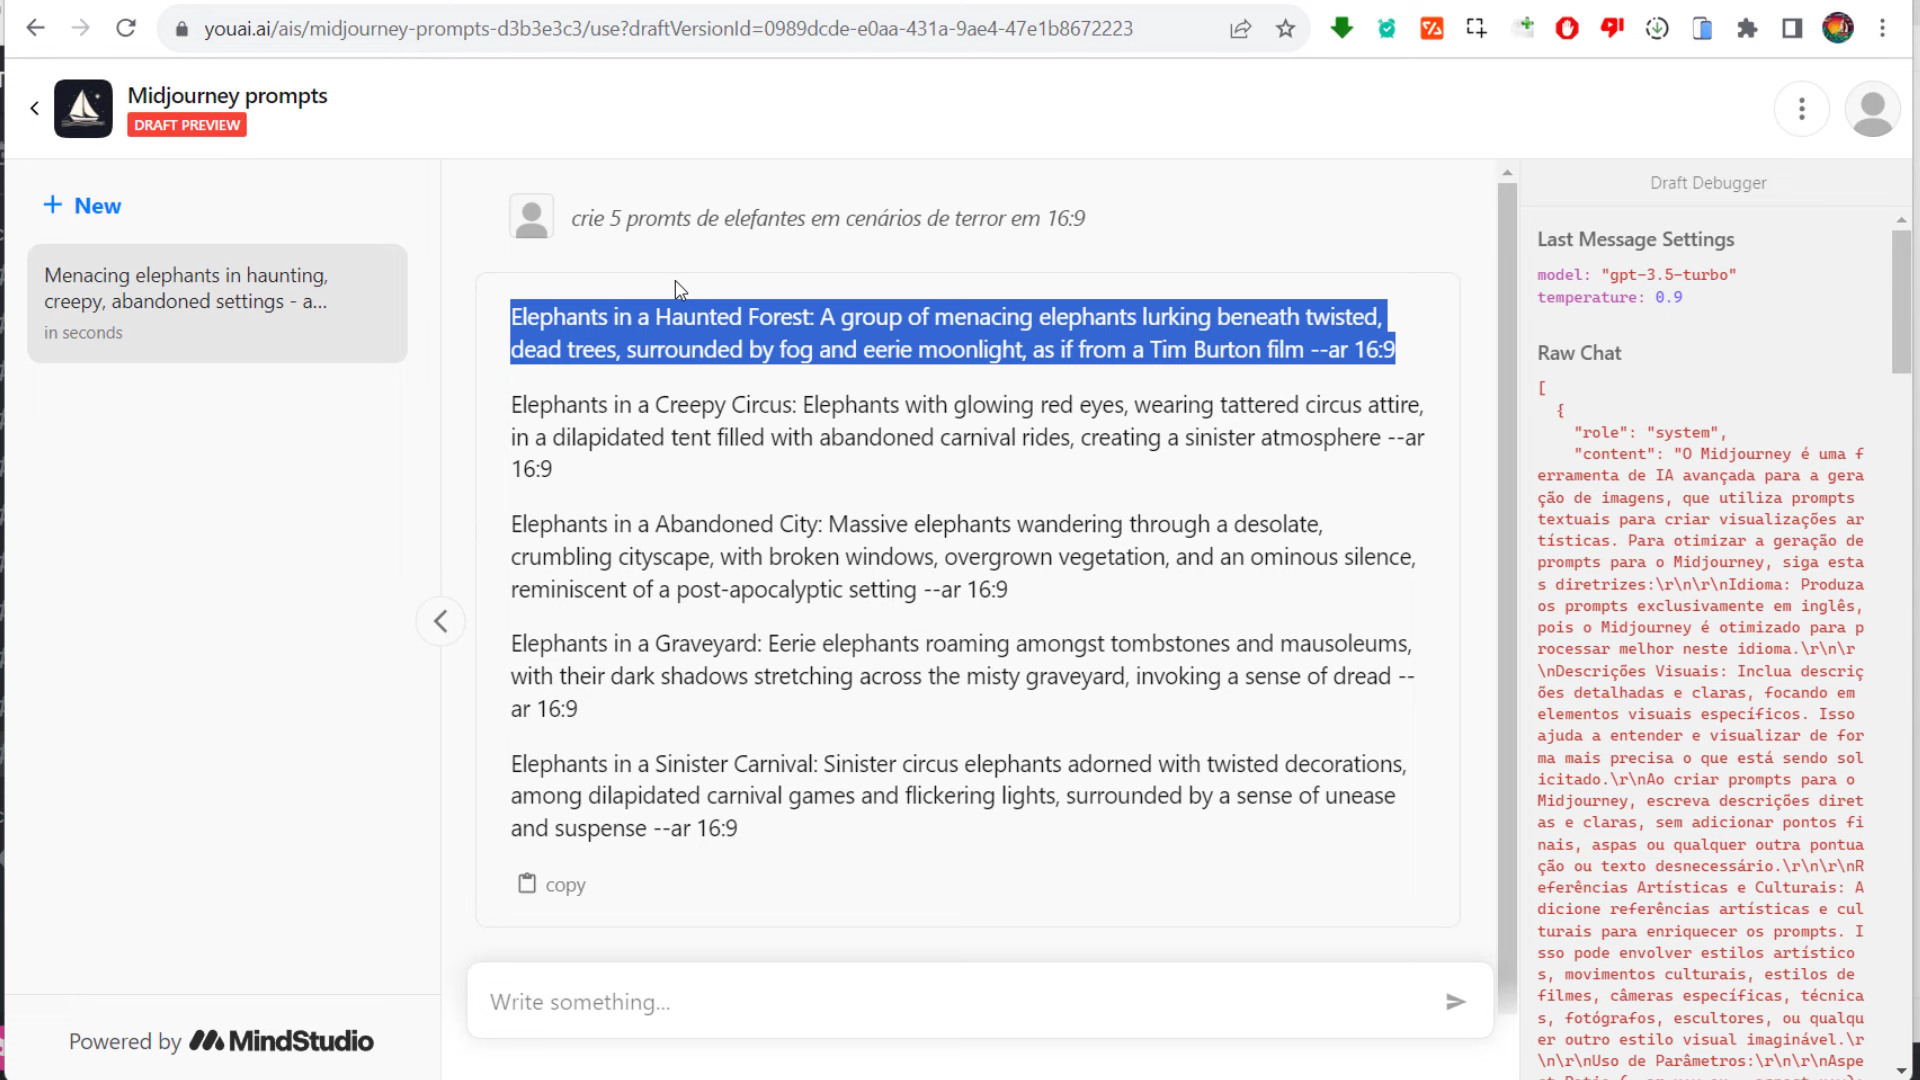 youai.ai/ais/midjourney-prompts-d3b3e3c3/use?draftVersionId=0989dcde-e0aa-431a-9ae4-47e1b8672223
Midjourney prompts
DRAFT PREVIEW
+ New
Menacing elephants in haunting,
creepy, abandoned settings - a...
in seconds
Powered by MindStudio
crie 5 promts de elefantes em cenários de terror em 16:9
Elephants in a Haunted Forest: A group of menacing elephants lurking beneath twisted,
dead trees, surrounded by fog and eerie moonlight, as if from a Tim Burton film --ar 16:9
Elephants in a Creepy Circus: Elephants with glowing red eyes, wearing tattered circus attire,
in a dilapidated tent filled with abandoned carnival rides, creating a sinister atmosphere --ar
16:9
Elephants in a Abandoned City: Massive elephants wandering through a desolate,
crumbling cityscape, with broken windows, overgrown vegetation, and an ominous silence,
reminiscent of a post-apocalyptic setting --ar 16:9
Elephants in a Graveyard: Eerie elephants roaming amongst tombstones and mausoleums,
with their dark shadows stretching across the misty graveyard, invoking a sense of dread --
ar 16:9
Elephants in a Sinister Carnival: Sinister circus elephants adorned with twisted decorations,
among dilapidated carnival games and flickering lights, surrounded by a sense of unease
and suspense --ar 16:9
copy
Write something...
Draft Debugger
Last Message Settings
model: "gpt-3.5-turbo"
temperature: 0.9
Raw Chat
[
{
"role": "system",
"content": "O Midjourney é uma f
erramenta de IA avançada para a gera
ção de imagens, que utiliza prompts
textuais para criar visualizações ar
tísticas. Para otimizar a geração de
prompts para o Midjourney, siga esta
s diretrizes:\r\n\r\nIdioma: Produza
os prompts exclusivamente em inglês,
pois o Midjourney é otimizado para p
rocessar melhor neste idioma.\r\n\r
\nDescrições Visuais: Inclua descriç
ões detalhadas e claras, focando em
elementos visuais específicos. Isso
ajuda a entender e visualizar de for
ma mais precisa o que está sendo sol
icitado.\r\nAo criar prompts para o
Midjourney, escreva descrições diret
as e claras, sem adicionar pontos fi
nais, aspas ou qualquer outra pontua
ção ou texto desnecessário.\r\n\r\nR
eferências Artísticas e Culturais: A
dicione referências artísticas e cul
turais para enriquecer os prompts. I
sso pode envolver estilos artístico
s, movimentos culturais, estilos de
filmes, câmeras específicas, técnica
s, fotógrafos, escultores, ou qualqu
er outro estilo visual imaginável.\r
\n\r\nUso de Parâmetros:\r\n\r\nAspe